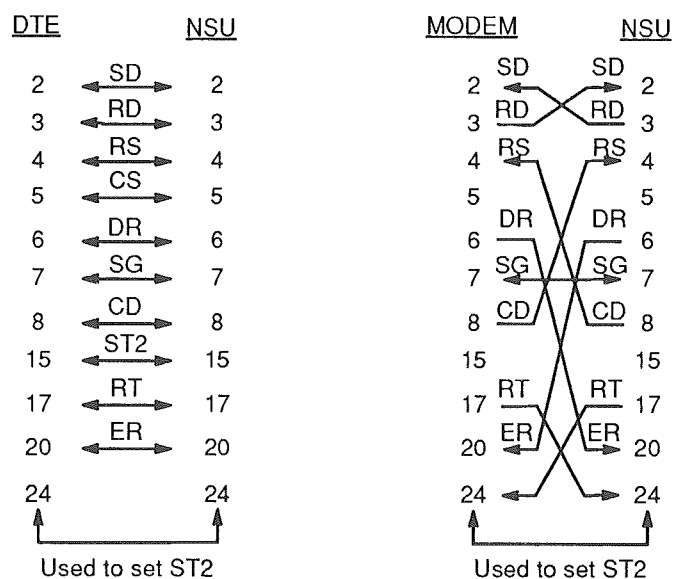 DTE NSU MODEM NSU
2 SD 2 2 SD SD 2
3 RD 3 3 RD RD 3
4 RS 4 4 RS RS 4
5 CS 5 5 5
6 DR 6 6 DR DR 6
7 SG 7 SG SG 7
8 CD 8 8 CD CD 8
15 ST2 15 15 15
17 RT 17 17 RT RT 17
20 ER 20 20 ER ER 20
24 24 24 24
Used to set ST2 Used to set ST2